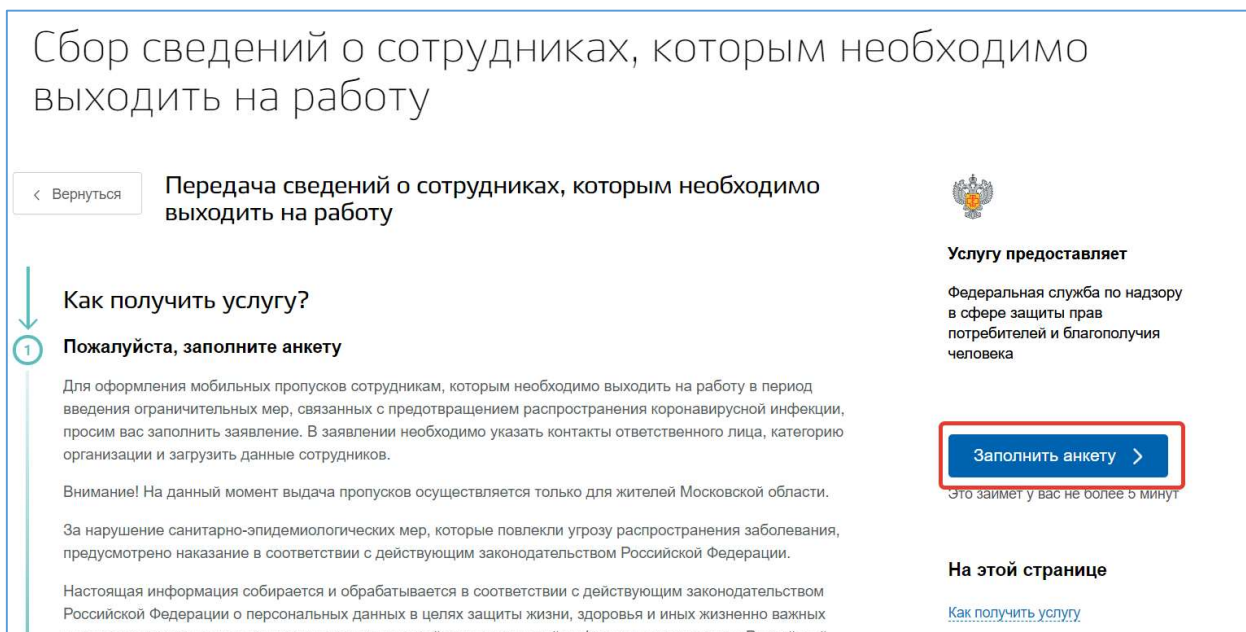 Сбор сведений о сотрудниках, которым необходимо
выходить на работу
Вернуться
Передача сведений о сотрудниках, которым необходимо
выходить на работу
Как получить услугу?
1
Пожалуйста, заполните анкету
Для оформления мобильных пропусков сотрудникам, которым необходимо выходить на работу в период
введения ограничительных мер, связанных с предотвращением распространения коронавирусной инфекции,
просим вас заполнить заявление. В заявлении необходимо указать контакты ответственного лица, категорию
организации и загрузить данные сотрудников.
Внимание! На данный момент выдача пропусков осуществляется только для жителей Московской области.
За нарушение санитарно-эпидемиологических мер, которые повлекли угрозу распространения заболевания,
предусмотрено наказание в соответствии с действующим законодательством Российской Федерации.
Настоящая информация собирается и обрабатывается в соответствии с действующим законодательством
Российской Федерации о персональных данных в целях защиты жизни, здоровья и иных жизненно важных
Услугу предоставляет
Федеральная служба по надзору
в сфере защиты прав
потребителей и благополучия
человека
Заполнить анкету
Это займет у вас не более 5 минут
На этой странице
Как получить услугу